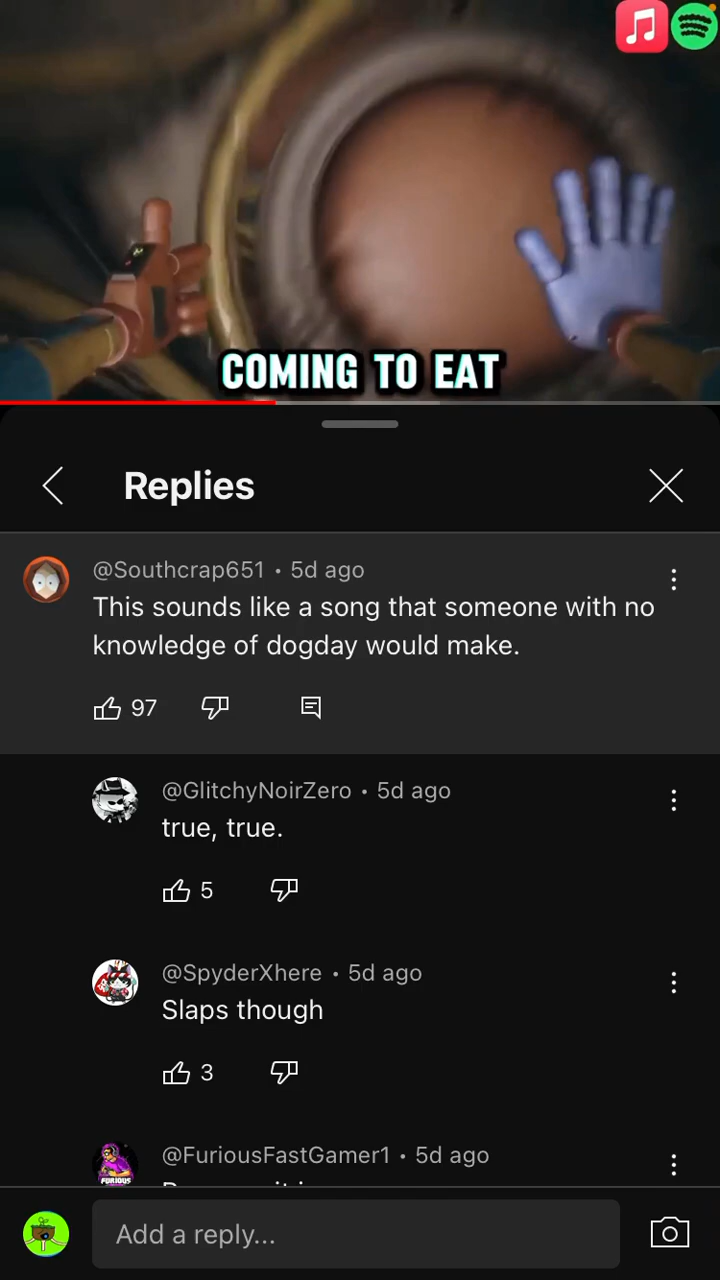 COMING TO EAT
Replies
@Southcrap651 • 5d ago
This sounds like a song that someone with no
knowledge of dogday would make.
97
@GlitchyNoirZero • 5d ago
true, true.
5
@SpyderXhere • 5d ago
Slaps though
3
@FuriousFastGamer1 • 5d ago
FURIOUS
Add a reply...